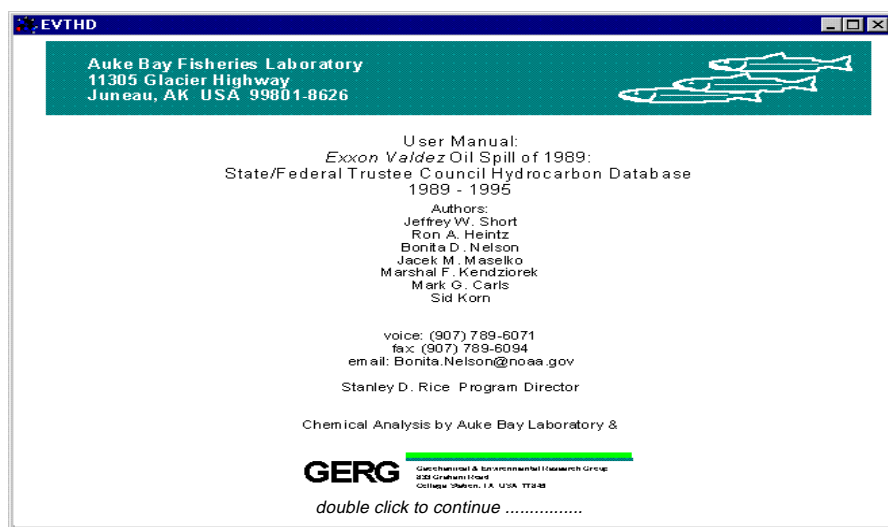 EVTHD
Auke Bay Fisheries Laboratory
11305 Glacier Highway
Juneau, AK USA 99801-8626
User Manual:
Exxon Valdez Oil Spill of 1989:
State/Federal Trustee Council Hydrocarbon Database
1989 - 1995
Authors:
Jeffrey W. Short
Ron A. Heintz
Bonita D. Nelson
Jacek M. Maselko
Marshal F. Kendziorek
Mark G. Carls
Sid Korn
voice: (907) 789-6071
fax (907) 789-6094
email: Bonita.Nelson@noaa.gov
Stanley D. Rice Program Director
Chemical Analysis by Auke Bay Laboratory &
GERG
Geochemical & Environmental Research Group
833 Graham Road
College Station, TX USA 77845
double click to continue ................